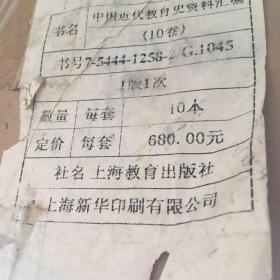 书名 中国近代教育史资料汇编
(10卷)
书号7-5444-1258-2/G.1045
1版1次
数量 每套 10本
定价 每套 680.00元
社名 上海教育出版社
上海新华印刷有限公司